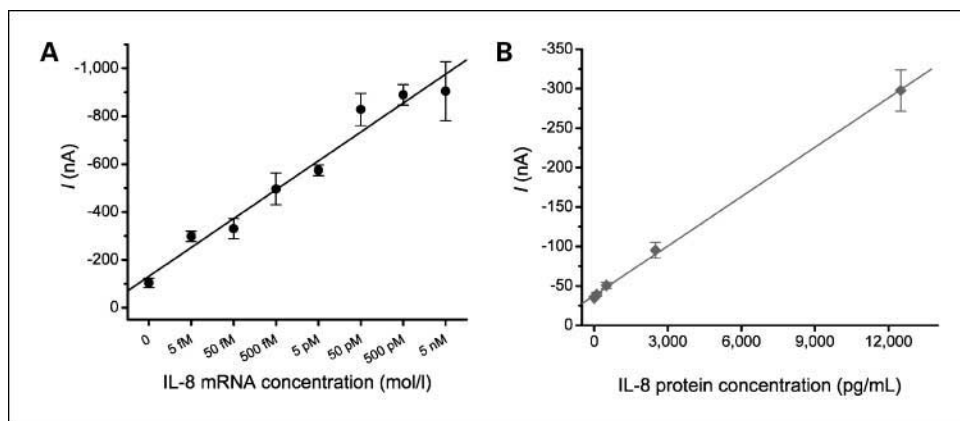 A
-1,000
-800
-600
-400
-200
0
I (nA)
0
5 fM
50 fM
500 fM
5 pM
50 pM
500 pM
5 nM
IL-8 mRNA concentration (mol/l)
B
-350
-300
-250
-200
-150
-100
-50
0
I (nA)
0
3,000
6,000
9,000
12,000
IL-8 protein concentration (pg/mL)